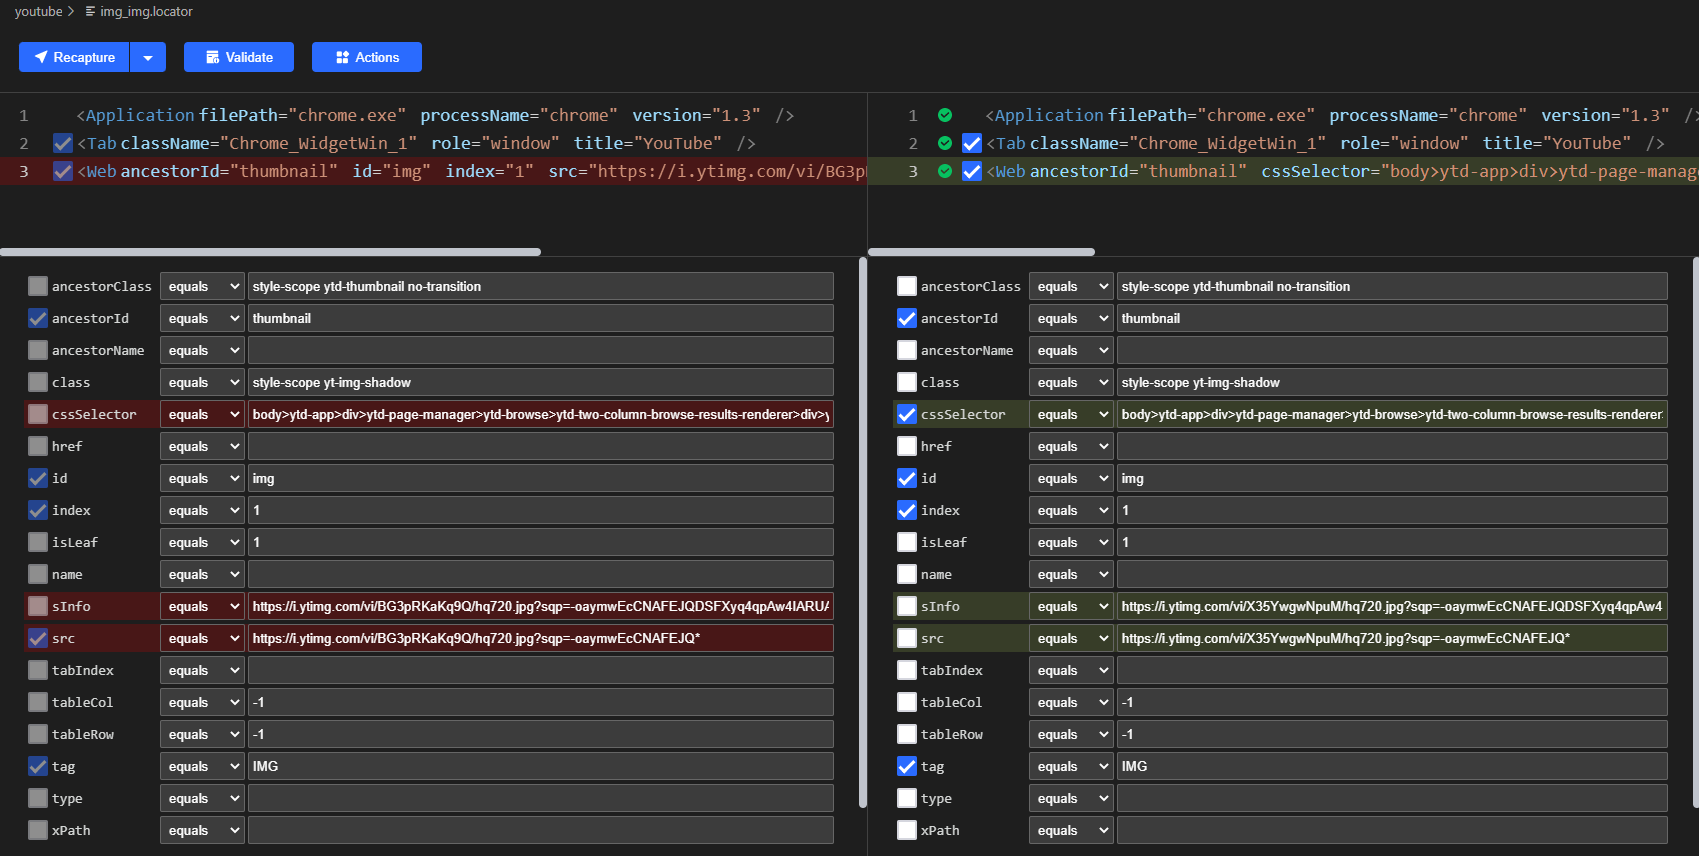 youtube > img_img.locator
Recapture Validate Actions
1 <Application filePath="chrome.exe" processName="chrome" version="1.3" />
2 <Tab className="Chrome_WidgetWin_1" role="window" title="YouTube" />
3 <Web ancestorId="thumbnail" id="img" index="1" src="https://i.ytimg.com/vi/BG3p
ancestorClass equals style-scope ytd-thumbnail no-transition
ancestorId equals thumbnail
ancestorName equals
class equals style-scope yt-img-shadow
cssSelector equals body>ytd-app>div>ytd-page-manager>ytd-browse>ytd-two-column-browse-results-renderer>div>y
href equals
id equals img
index equals 1
isLeaf equals 1
name equals
sInfo equals https://i.ytimg.com/vi/BG3pRKaKq9Q/hq720.jpg?sqp=-oaymwEcCNAFEJQDSFXyq4qpAw4IARUA
src equals https://i.ytimg.com/vi/BG3pRKaKq9Q/hq720.jpg?sqp=-oaymwEcCNAFEJQ*
tabIndex equals
tableCol equals -1
tableRow equals -1
tag equals IMG
type equals
xPath equals
1 <Application filePath="chrome.exe" processName="chrome" version="1.3" />
2 <Tab className="Chrome_WidgetWin_1" role="window" title="YouTube" />
3 <Web ancestorId="thumbnail" cssSelector="body>ytd-app>div>ytd-page-manag
ancestorClass equals style-scope ytd-thumbnail no-transition
ancestorId equals thumbnail
ancestorName equals
class equals style-scope yt-img-shadow
cssSelector equals body>ytd-app>div>ytd-page-manager>ytd-browse>ytd-two-column-browse-results-renderer
href equals
id equals img
index equals 1
isLeaf equals 1
name equals
sInfo equals https://i.ytimg.com/vi/X35YwgwNpuM/hq720.jpg?sqp=-oaymwEcCNAFEJQDSFXyq4qpAw4
src equals https://i.ytimg.com/vi/X35YwgwNpuM/hq720.jpg?sqp=-oaymwEcCNAFEJQ*
tabIndex equals
tableCol equals -1
tableRow equals -1
tag equals IMG
type equals
xPath equals